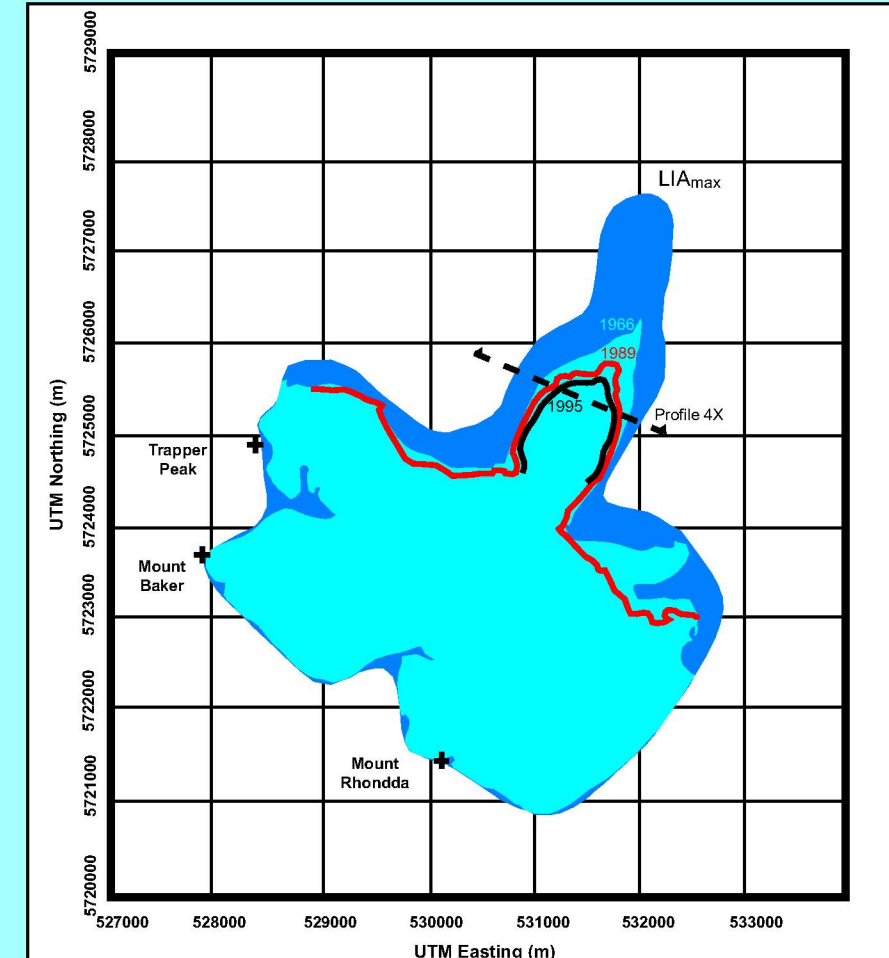 5729000
5728000
LIAmax
5727000
1966
5726000
1989
1995
Profile 4X
5725000
Trapper
Peak
5724000
Mount
Baker
5723000
5722000
Mount
Rhondda
5721000
5720000
UTM Northing (m)
527000 528000 529000 530000 531000 532000 533000
UTM Easting (m)